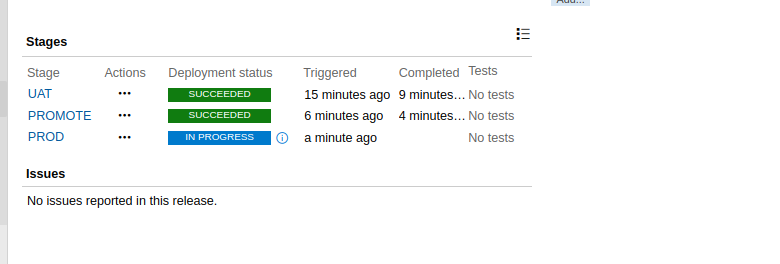 Add...
Stages
Stage Actions Deployment status Triggered Completed Tests
UAT ••• SUCCEEDED 15 minutes ago 9 minutes... No tests
PROMOTE ••• SUCCEEDED 6 minutes ago 4 minutes... No tests
PROD ••• IN PROGRESS a minute ago No tests
Issues
No issues reported in this release.